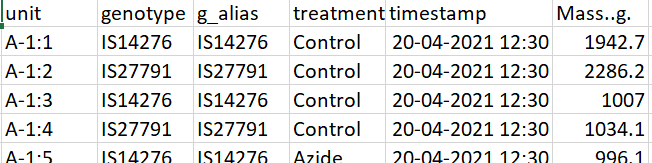 unit genotype g_alias treatment timestamp Mass..g.
A-1:1 IS14276 IS14276 Control 20-04-2021 12:30 1942.7
A-1:2 IS27791 IS27791 Control 20-04-2021 12:30 2286.2
A-1:3 IS14276 IS14276 Control 20-04-2021 12:30 1007
A-1:4 IS27791 IS27791 Control 20-04-2021 12:30 1034.1
A-1:5 IS14276 IS14276 Azide 20-04-2021 12:30 996.1